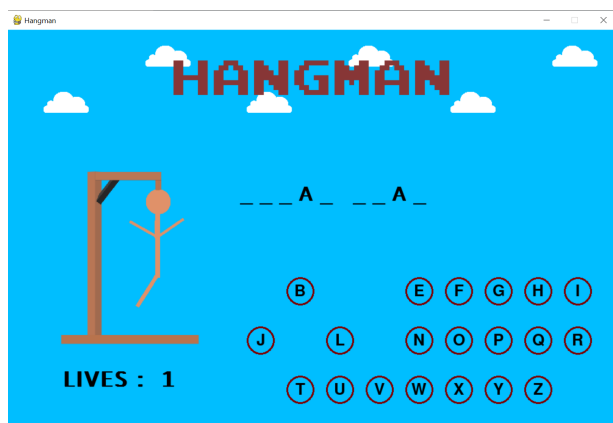 Hangman
HANGMAN
_ _ _ A _  _ _ A _
B E F G H I
J L N O P Q R
T U V W X Y Z
LIVES : 1